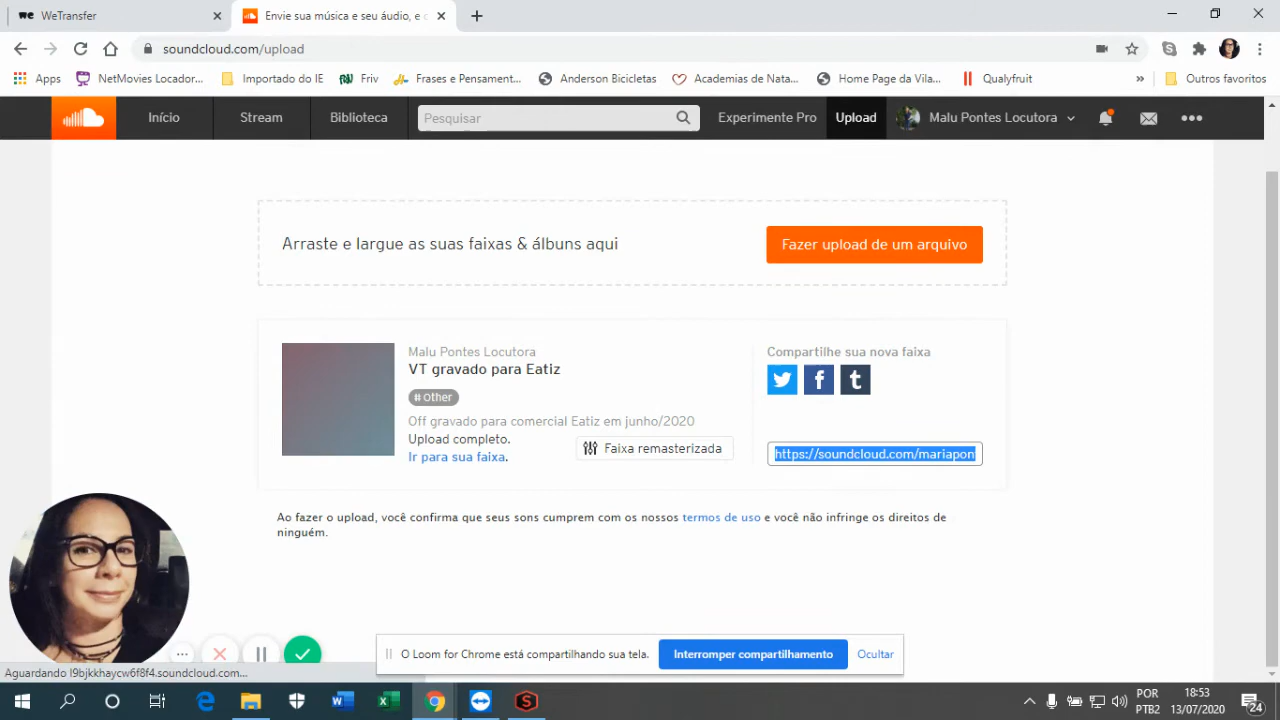 WeTransfer
Envie sua música e seu áudio, e c
soundcloud.com/upload
Apps
NetMovies Locador...
Importado do IE
Friv
Frases e Pensament...
Anderson Bicicletas
Academias de Nata...
Home Page da Vila...
Qualyfruit
»
Outros favoritos
Início
Stream
Biblioteca
Pesquisar
Experimente Pro
Upload
Malu Pontes Locutora
Arraste e largue as suas faixas & álbuns aqui
Fazer upload de um arquivo
Malu Pontes Locutora
VT gravado para Eatiz
# Other
Off gravado para comercial Eatiz em junho/2020
Upload completo.
Ir para sua faixa.
Faixa remasterizada
Compartilhe sua nova faixa
https://soundcloud.com/mariapon
Ao fazer o upload, você confirma que seus sons cumprem com os nossos termos de uso e você não infringe os direitos de
ninguém.
O Loom for Chrome está compartilhando sua tela.
Interromper compartilhamento
Ocultar
Aguardando l9bjkkhaycw6f8f4.soundcloud.com...
POR
PTB2
18:53
13/07/2020
24